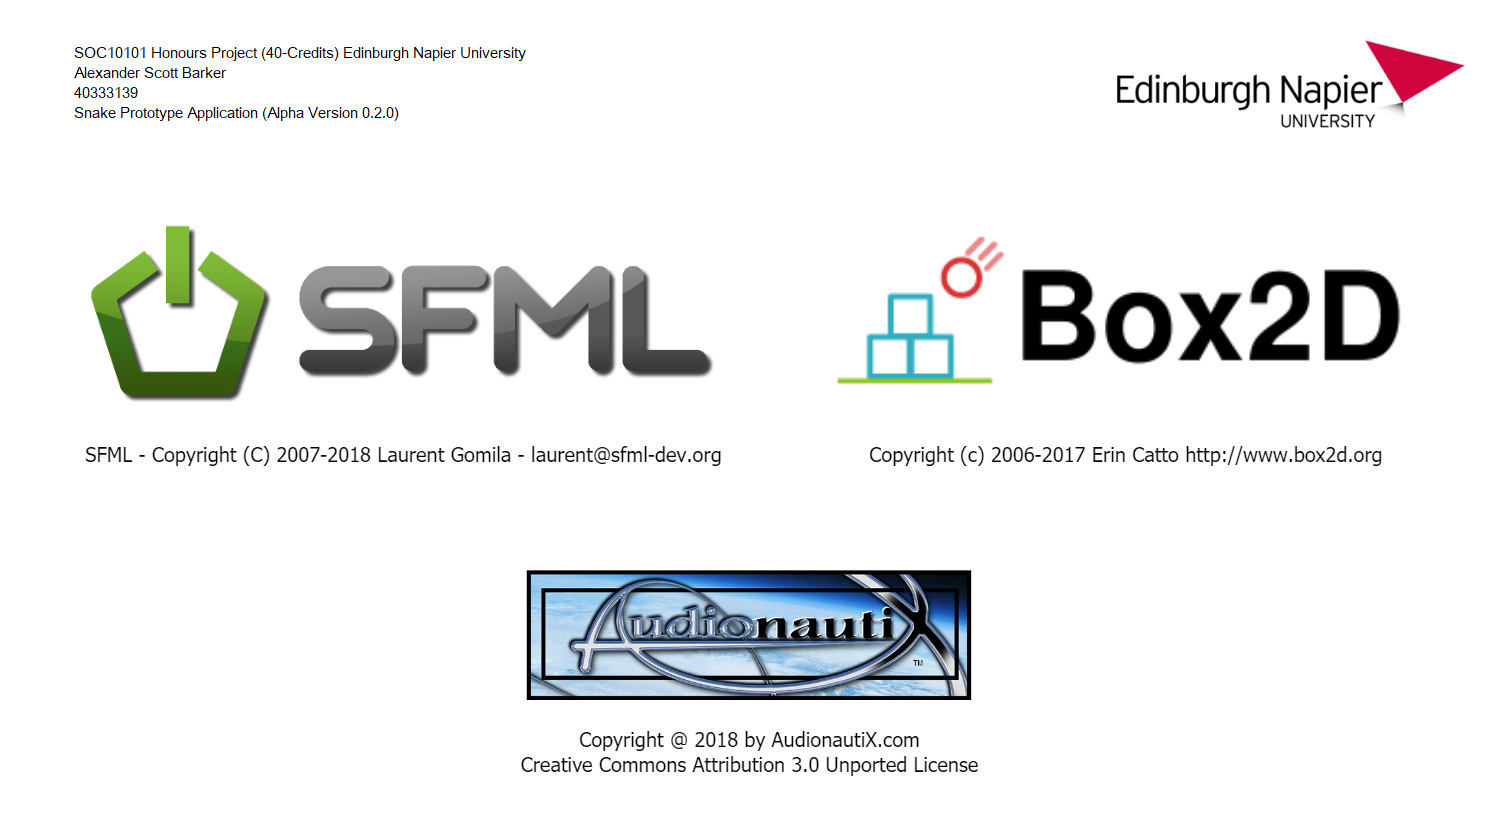 SOC10101 Honours Project (40-Credits) Edinburgh Napier University
Alexander Scott Barker
40333139
Snake Prototype Application (Alpha Version 0.2.0)
Edinburgh Napier
UNIVERSITY
SFML
Box2D
SFML - Copyright (C) 2007-2018 Laurent Gomila - laurent@sfml-dev.org
Copyright (c) 2006-2017 Erin Catto http://www.box2d.org
AudionautiX
TM
Copyright @ 2018 by AudionautiX.com
Creative Commons Attribution 3.0 Unported License